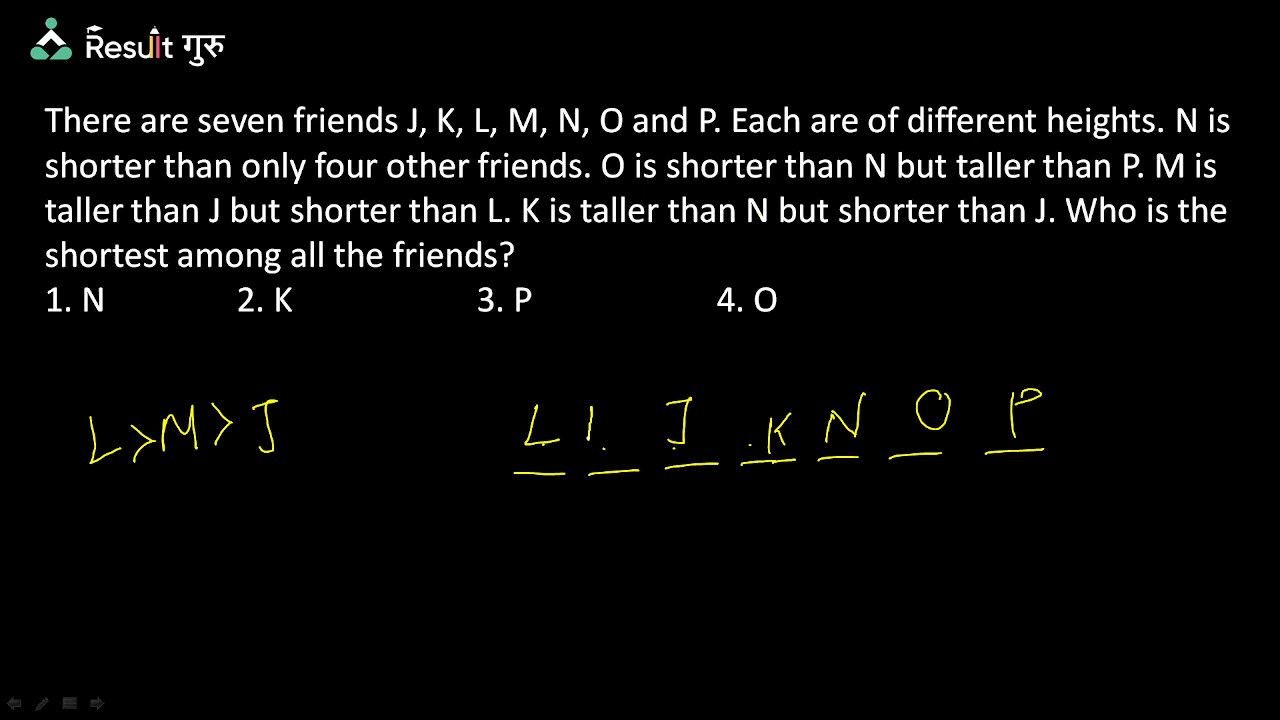 Result गुरु
There are seven friends J, K, L, M, N, O and P. Each are of different heights. N is
shorter than only four other friends. O is shorter than N but taller than P. M is
taller than J but shorter than L. K is taller than N but shorter than J. Who is the
shortest among all the friends?
1. N 2. K 3. P 4. O
L>M>J L J K N O P